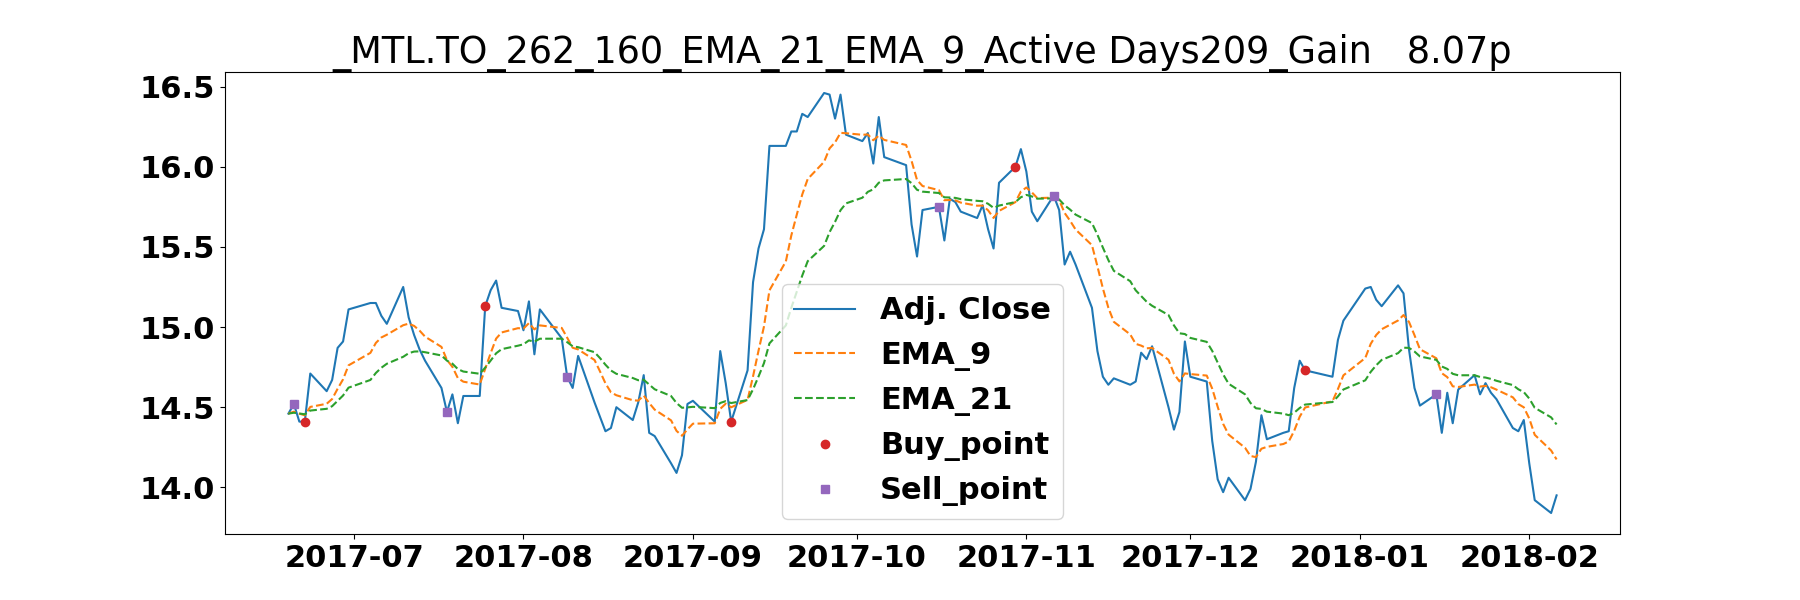 _MTL.TO_262_160_EMA_21_EMA_9_Active Days209_Gain   8.07p
16.5
16.0
15.5
15.0
14.5
14.0
Adj. Close
EMA_9
EMA_21
Buy_point
Sell_point
2017-07 2017-08 2017-09 2017-10 2017-11 2017-12 2018-01 2018-02